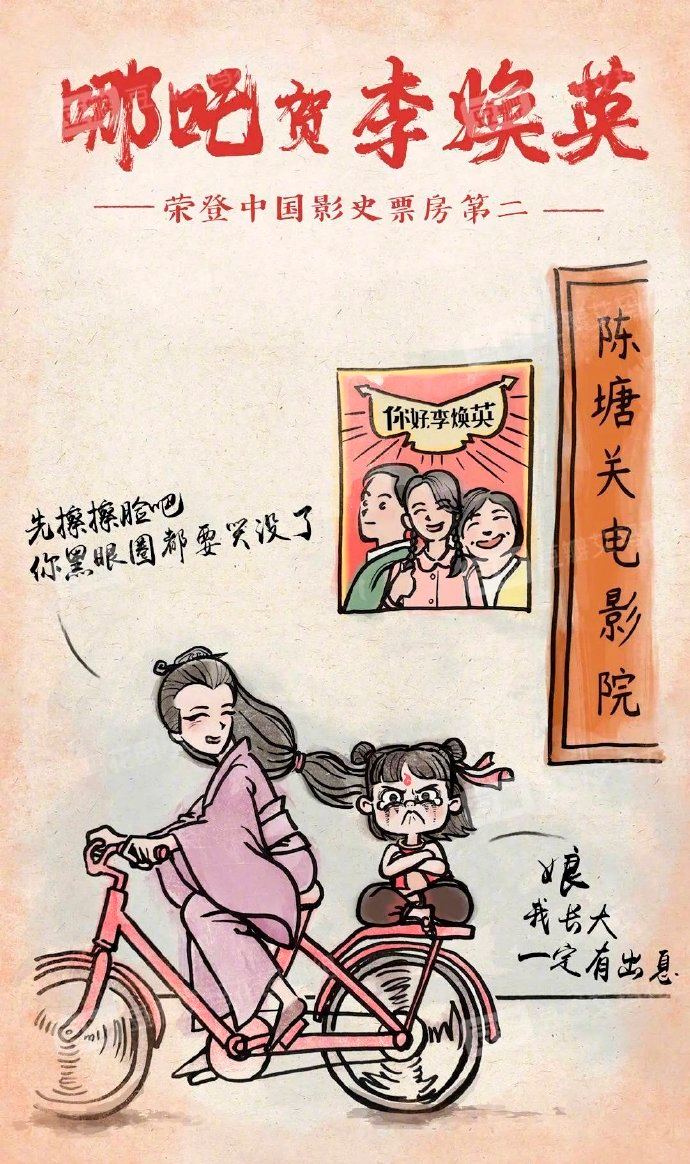 哪吒贺李焕英
荣登中国影史票房第二
陈塘关电影院
你好,李焕英
先擦擦脸吧
你黑眼圈都要哭没了
娘
我长大
一定有出息